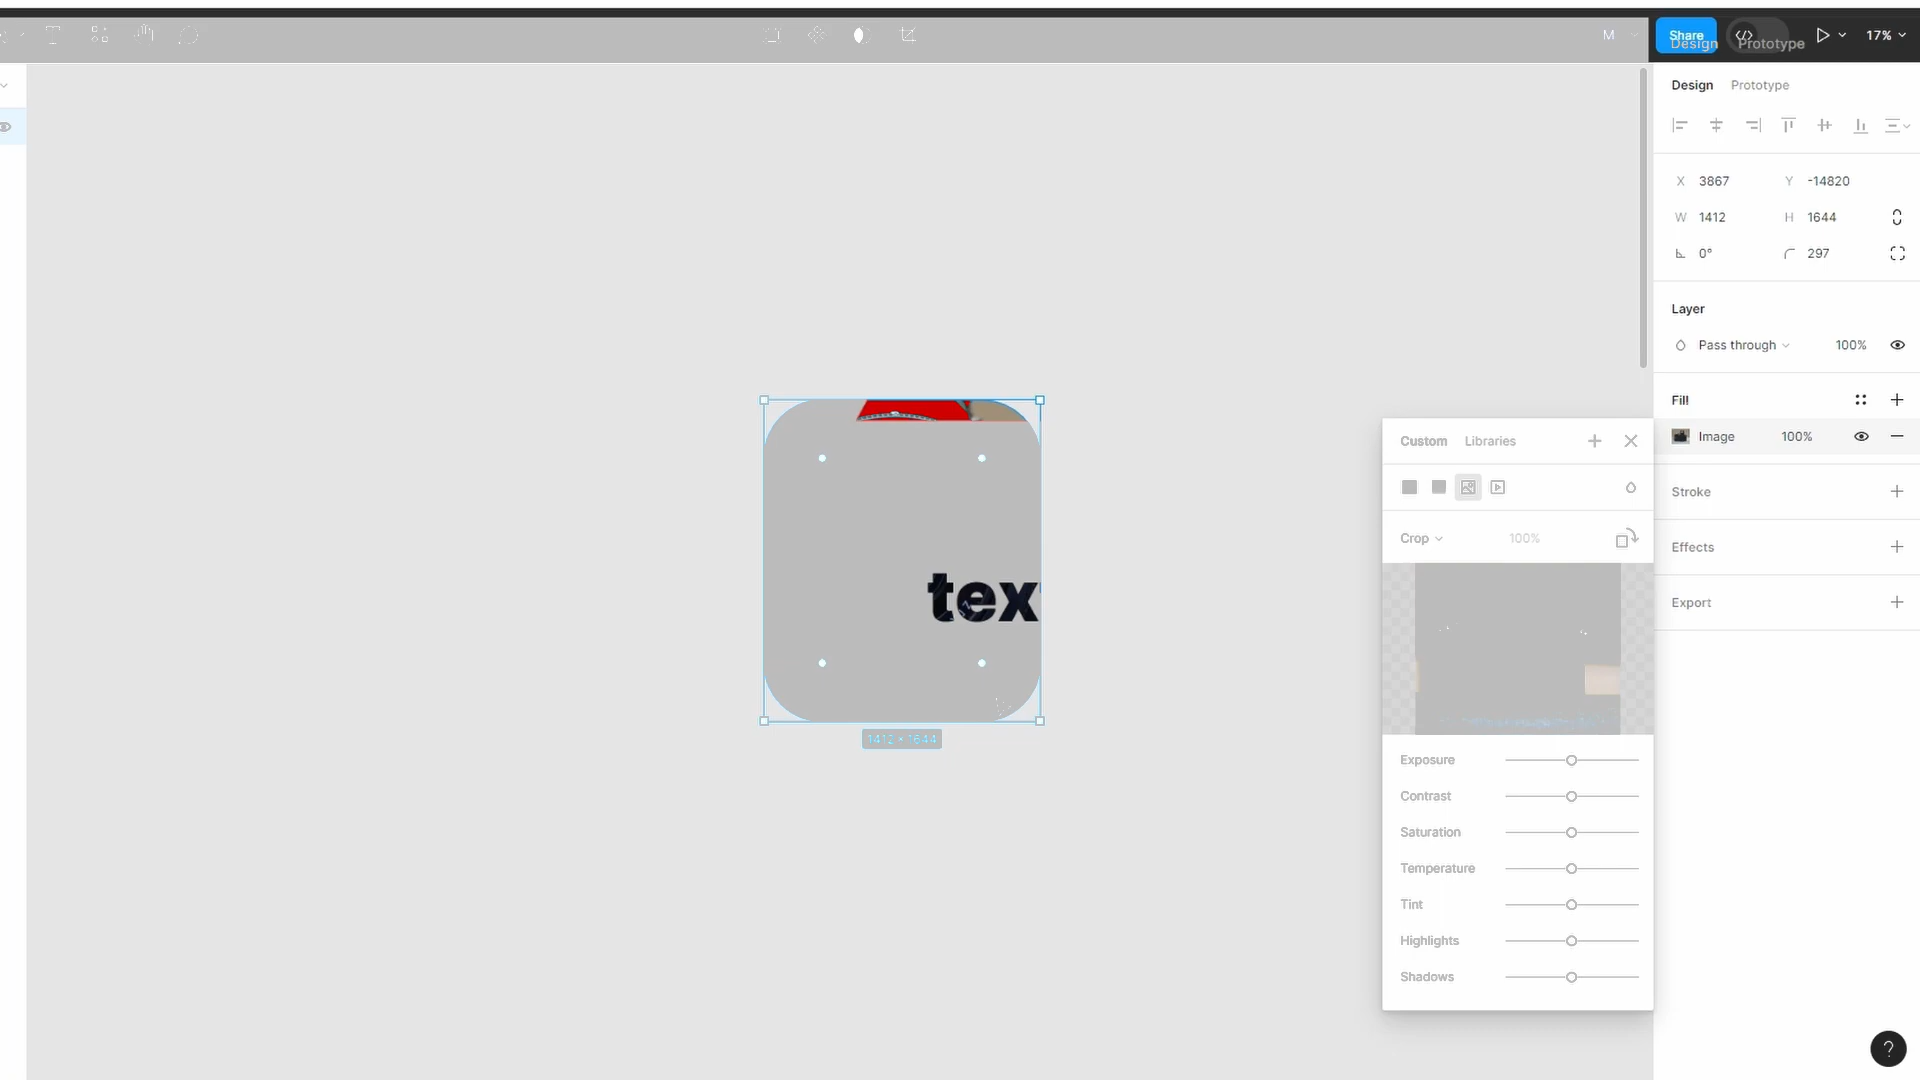 M
Share
Design Prototype
17%
Design Prototype
X 3867 Y -14820
W 1412 H 1644
0° 297
Layer
Pass through 100%
Fill
Custom Libraries
Image 100%
Stroke
Crop 100%
Effects
tex
Export
1412 × 1644
Exposure
Contrast
Saturation
Temperature
Tint
Highlights
Shadows
?